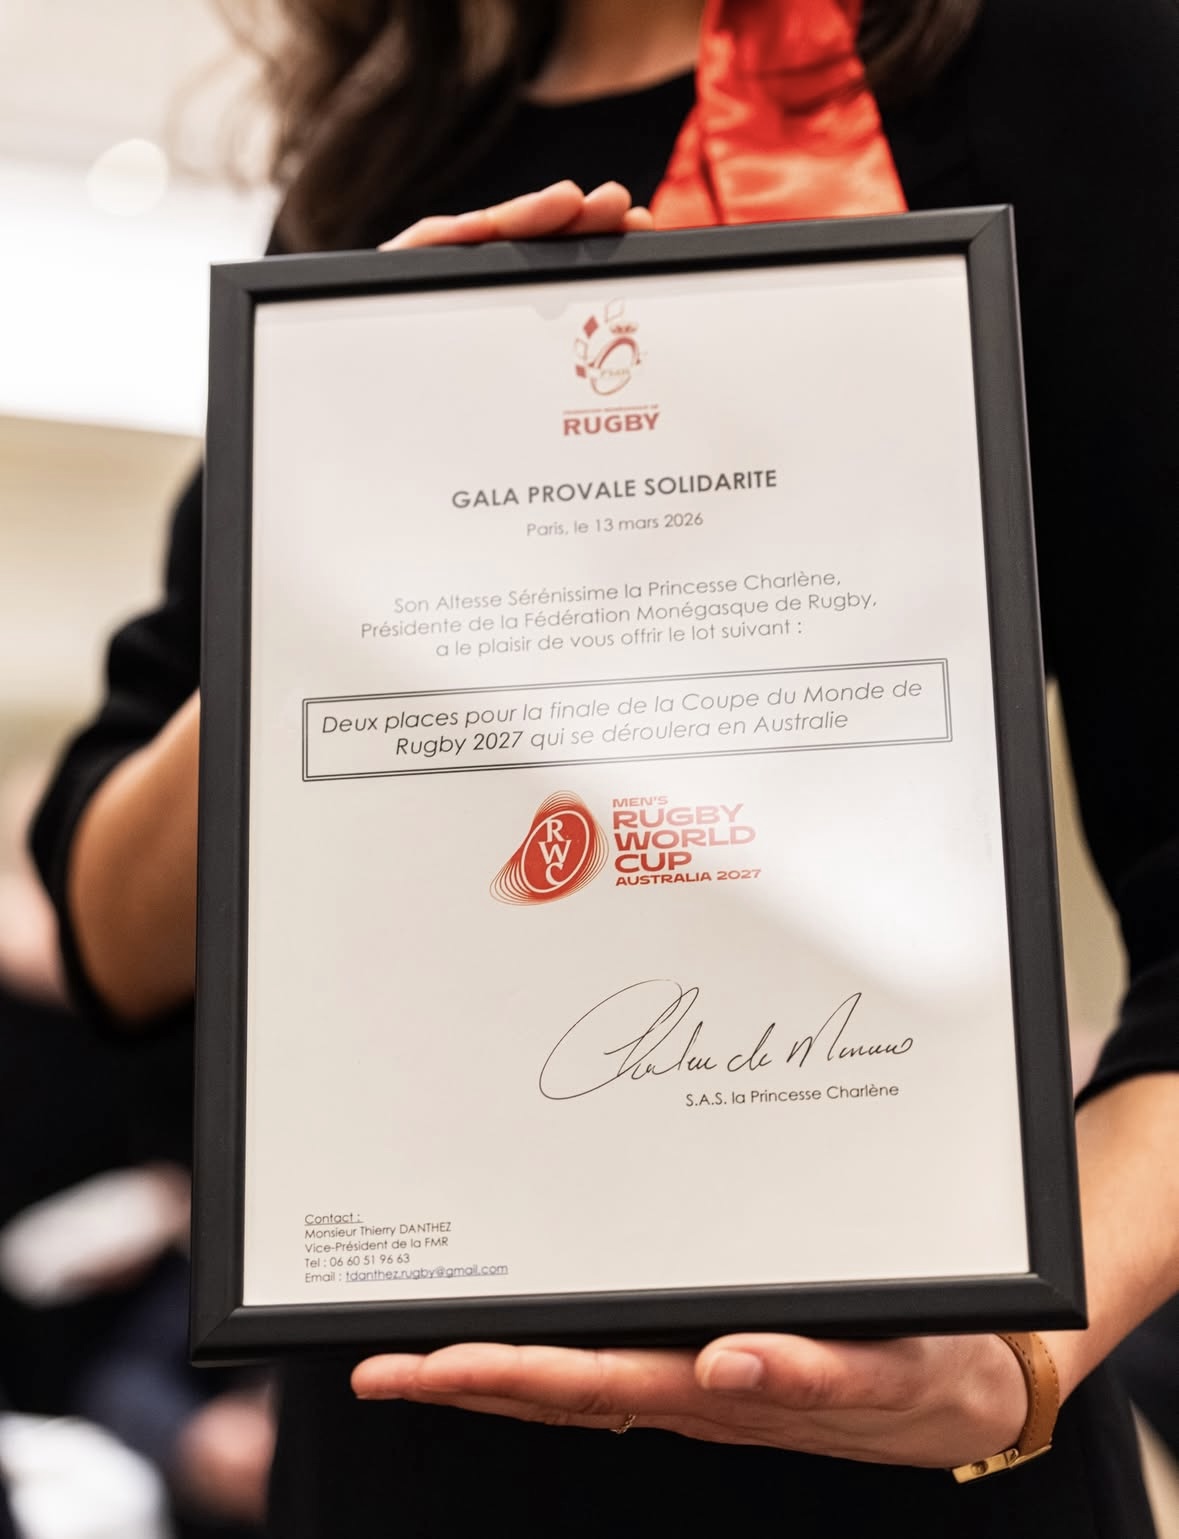 RUGBY
GALA PROVALE SOLIDARITE
Paris, le 13 mars 2026
Son Altesse Sérénissime la Princesse Charlène,
Présidente de la Fédération Monégasque de Rugby,
a le plaisir de vous offrir le lot suivant :
Deux places pour la finale de la Coupe du Monde de
Rugby 2027 qui se déroulera en Australie
RWC
MEN'S
RUGBY
WORLD
CUP
AUSTRALIA 2027
S.A.S. la Princesse Charlène
Contact :
Monsieur Thierry DANTHEZ
Vice-Président de la FMR
Tel : 06 60 51 96 63
Email : tdanthez.rugby@gmail.com